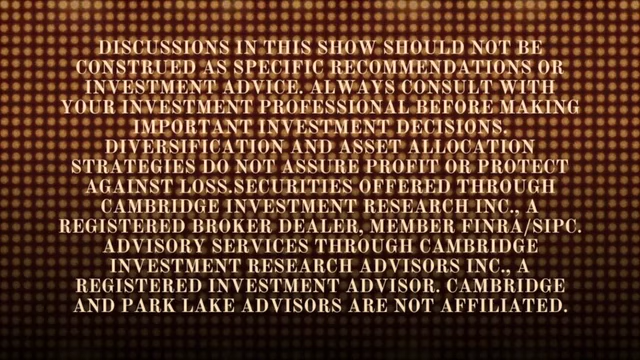 DISCUSSIONS IN THIS SHOW SHOULD NOT BE
CONSTRUED AS SPECIFIC RECOMMENDATIONS OR
INVESTMENT ADVICE. ALWAYS CONSULT WITH
YOUR INVESTMENT PROFESSIONAL BEFORE MAKING
IMPORTANT INVESTMENT DECISIONS.
DIVERSIFICATION AND ASSET ALLOCATION
STRATEGIES DO NOT ASSURE PROFIT OR PROTECT
AGAINST LOSS.SECURITIES OFFERED THROUGH
CAMBRIDGE INVESTMENT RESEARCH INC., A
REGISTERED BROKER DEALER, MEMBER FINRA/SIPC.
ADVISORY SERVICES THROUGH CAMBRIDGE
INVESTMENT RESEARCH ADVISORS INC., A
REGISTERED INVESTMENT ADVISOR. CAMBRIDGE
AND PARK LAKE ADVISORS ARE NOT AFFILIATED.